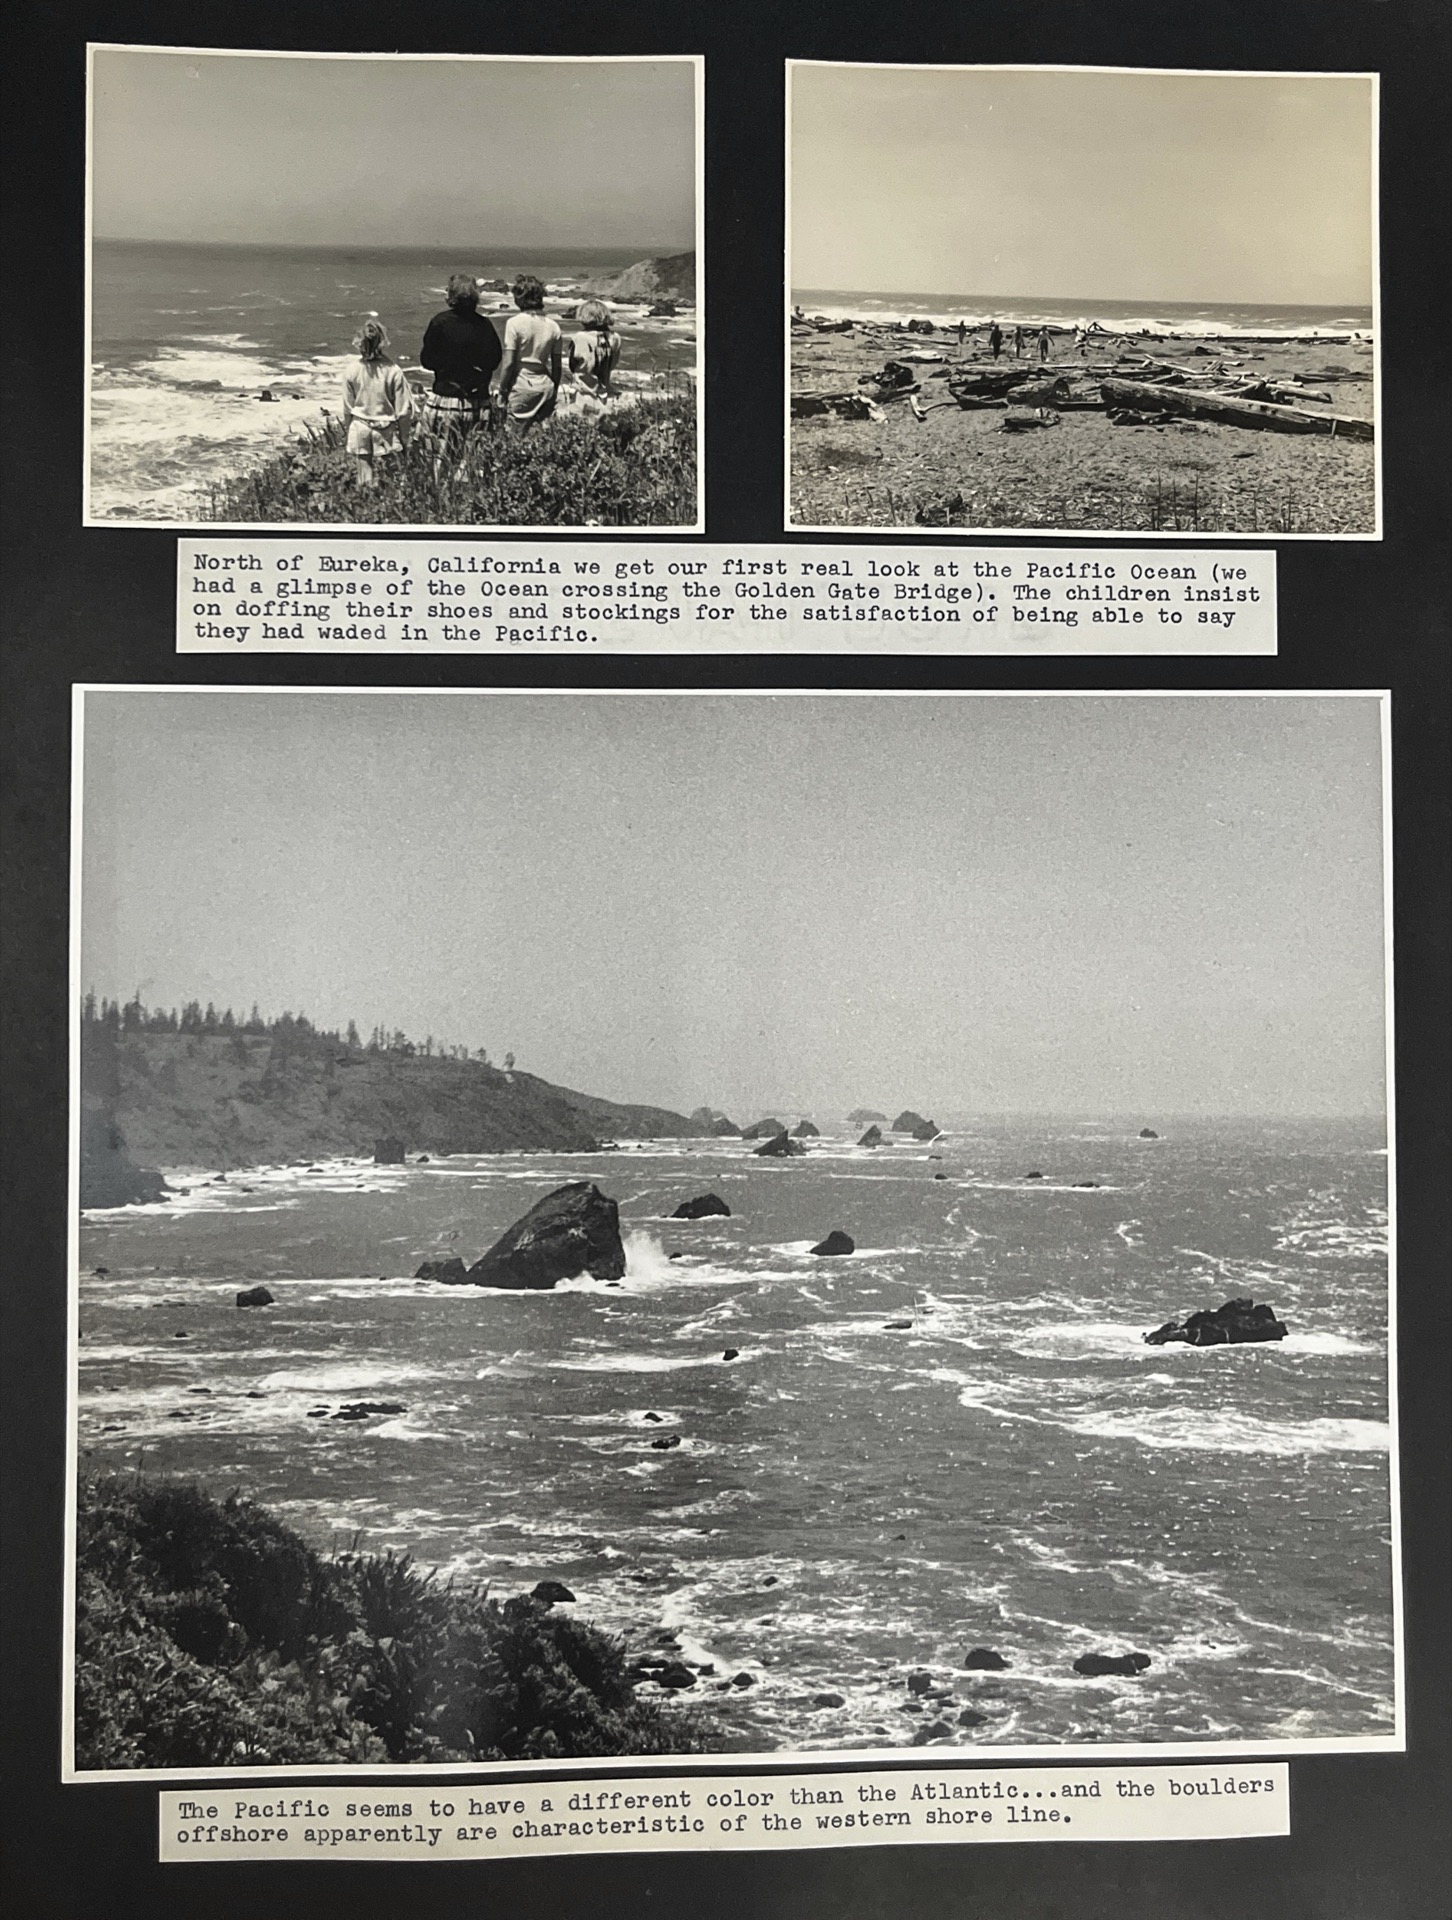 North of Eureka, California we get our first real look at the Pacific Ocean (we
had a glimpse of the Ocean crossing the Golden Gate Bridge). The children insist
on doffing their shoes and stockings for the satisfaction of being able to say
they had waded in the Pacific.
The Pacific seems to have a different color than the Atlantic...and the boulders
offshore apparently are characteristic of the western shore line.